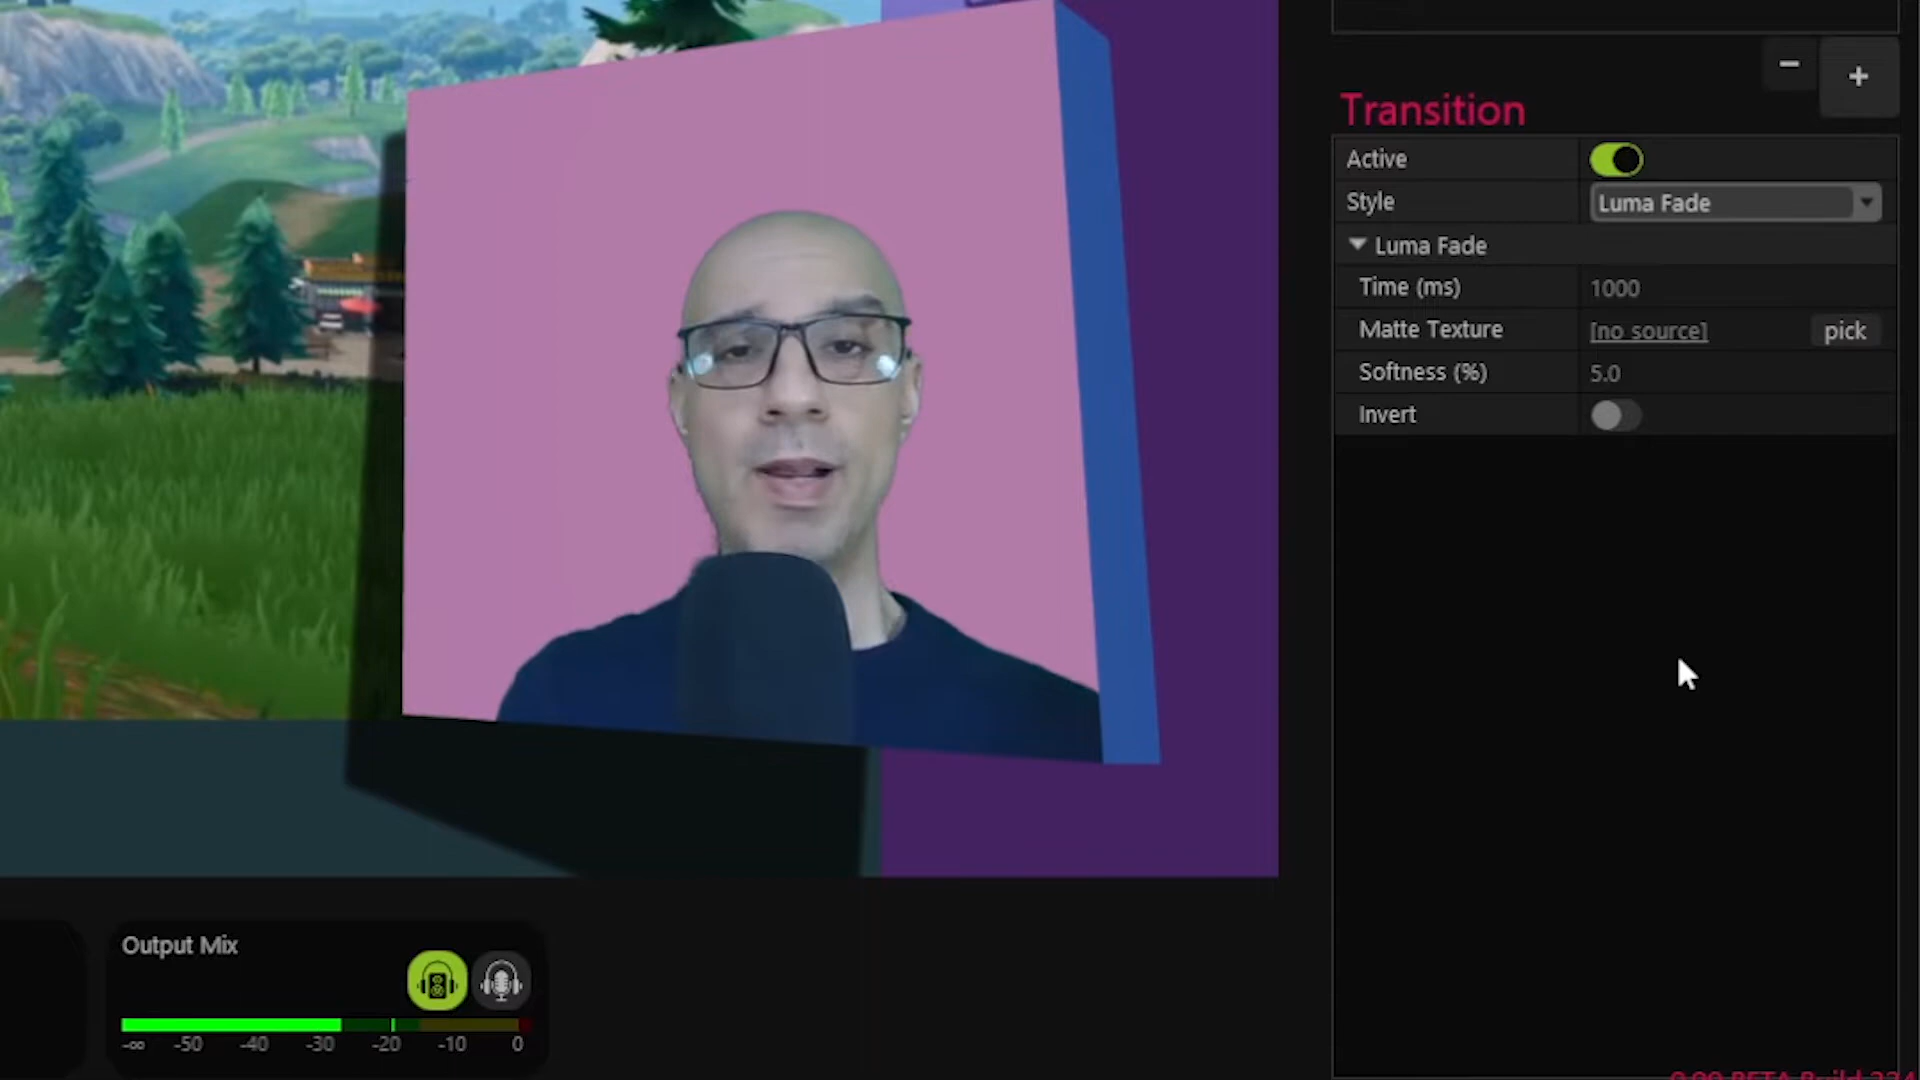 −
+
Transition
Active
Style
Luma Fade
Luma Fade
Time (ms)
1000
Matte Texture
[no source]
pick
Softness (%)
5.0
Invert
Output Mix
-∞ -50 -40 -30 -20 -10 0